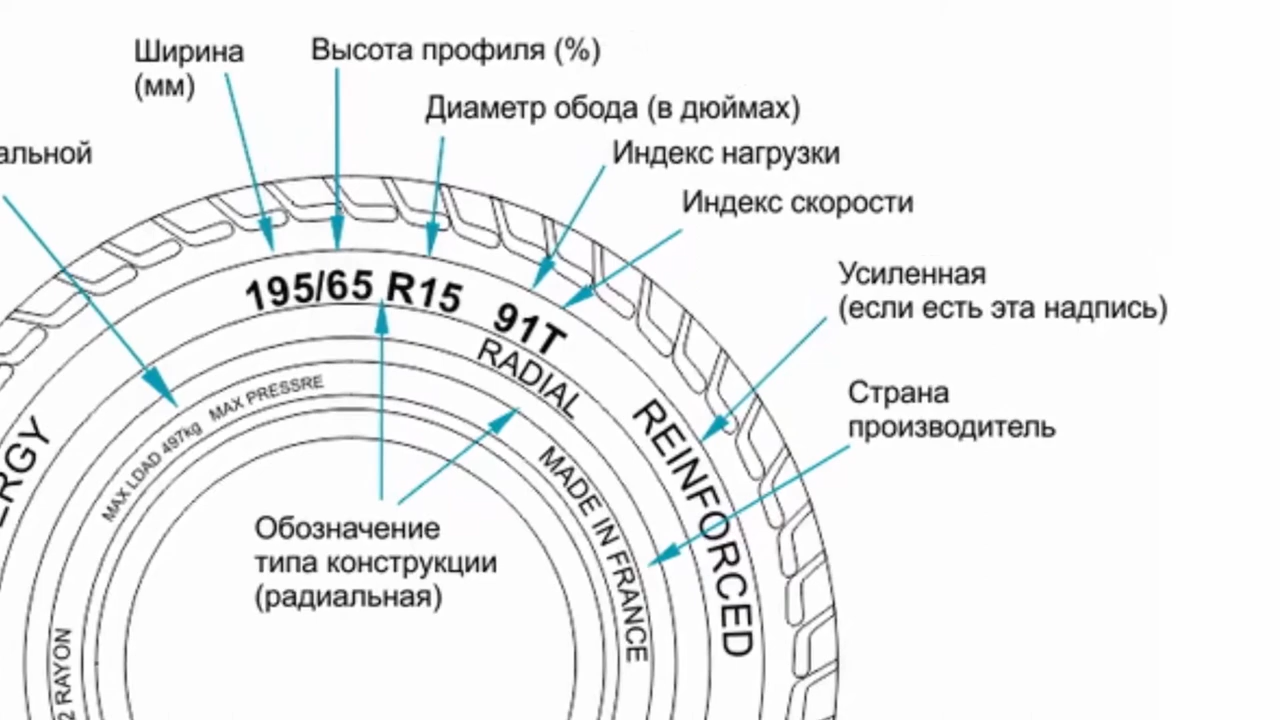 Ширина
(мм)
Высота профиля (%)
Диаметр обода (в дюймах)
альной
Индекс нагрузки
Индекс скорости
Усиленная
(если есть эта надпись)
195/65 R15 91T
RADIAL
MAX LDAD 497kg MAX PRESSRE
REINFORCED
Страна
производитель
MADE IN FRANCE
ERGY
Обозначение
типа конструкции
(радиальная)
2 RAYON